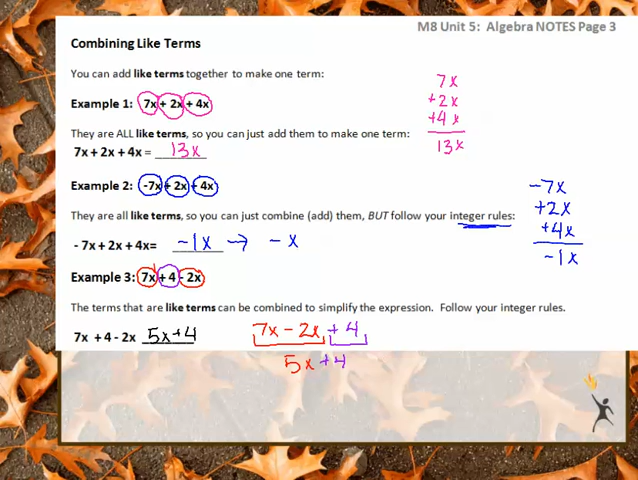 M8 Unit 5: Algebra NOTES Page 3
Combining Like Terms
You can add like terms together to make one term:
Example 1: 7x + 2x + 4x
7x
+2x
+4x
13x
They are ALL like terms, so you can just add them to make one term:
7x + 2x + 4x = 13x
Example 2: -7x + 2x + 4x
They are all like terms, so you can just combine (add) them, BUT follow your integer rules:
-7x
+2x
+4x
-1x
- 7x + 2x + 4x= -1x → -x
Example 3: 7x + 4 - 2x
The terms that are like terms can be combined to simplify the expression. Follow your integer rules.
7x + 4 - 2x 5x+4
7x - 2x + 4
5x +4